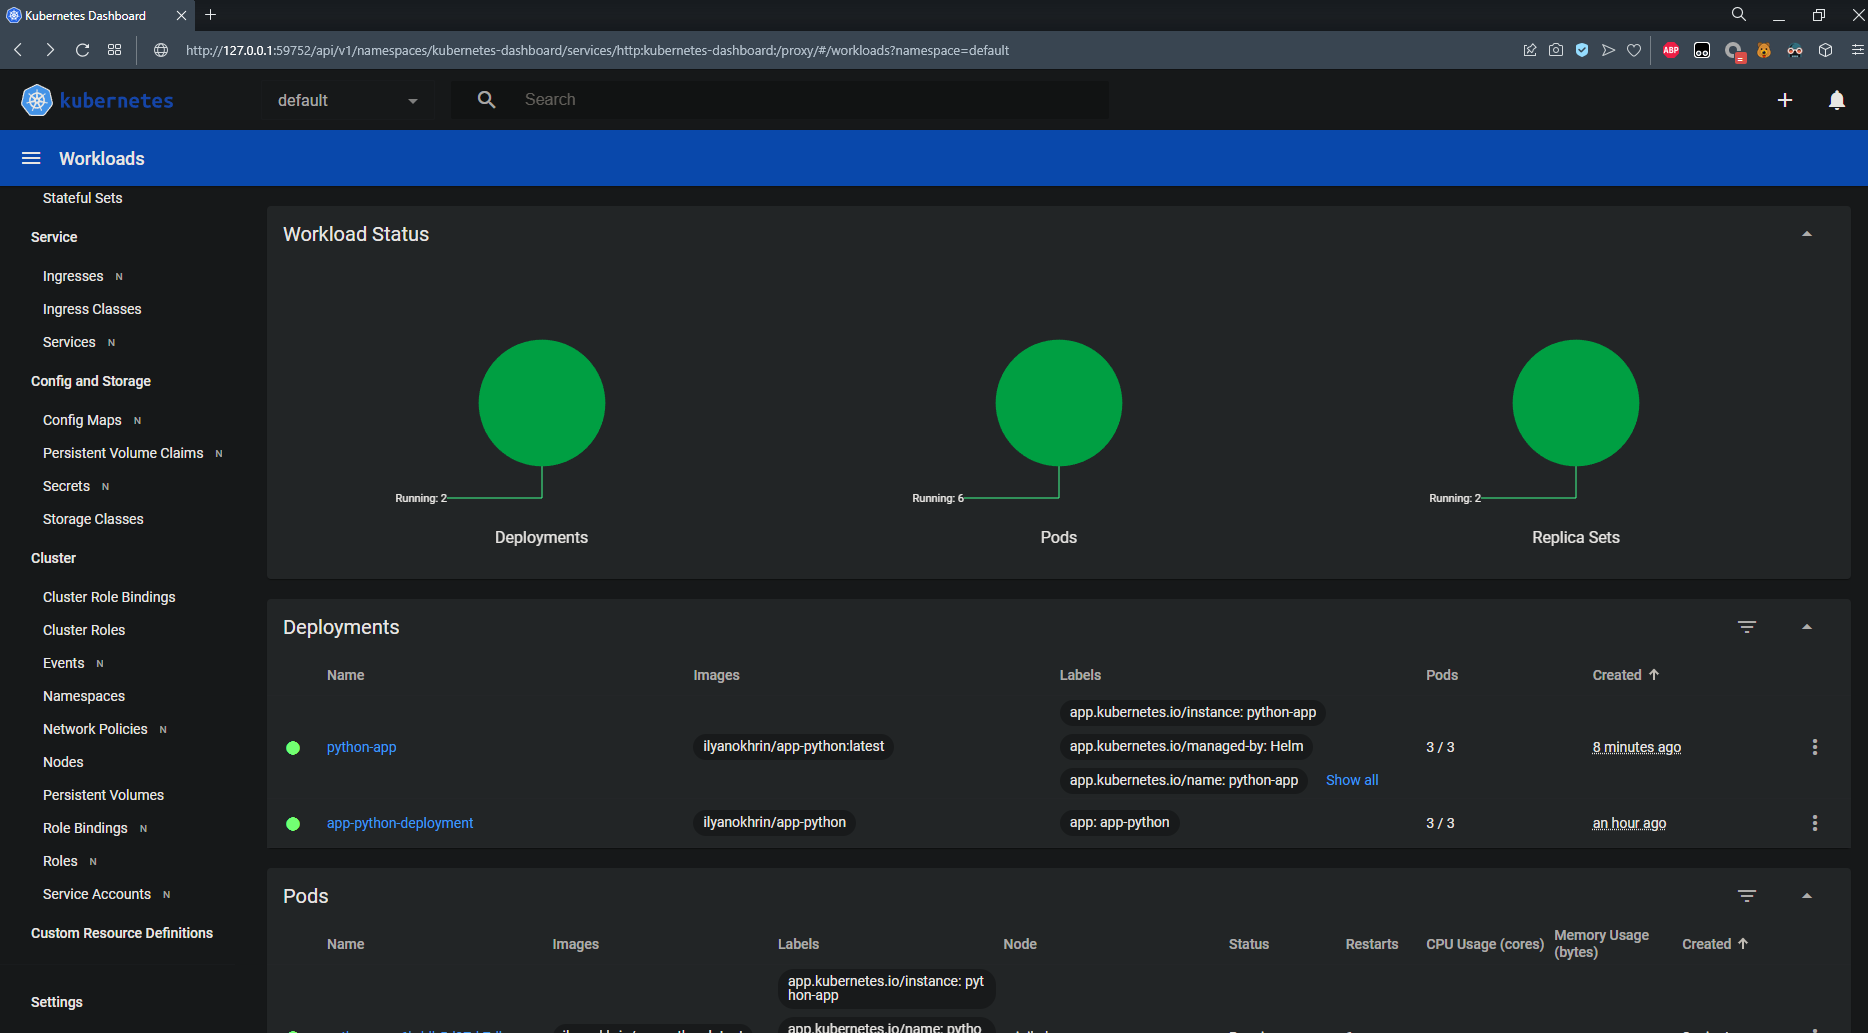 Kubernetes Dashboard
http://127.0.0.1:59752/api/v1/namespaces/kubernetes-dashboard/services/http:kubernetes-dashboard:/proxy/#/workloads?namespace=default
ABP
kubernetes
default
Search
Workloads
Stateful Sets
Service
Ingresses N
Ingress Classes
Services N
Config and Storage
Config Maps N
Persistent Volume Claims N
Secrets N
Storage Classes
Cluster
Cluster Role Bindings
Cluster Roles
Events N
Namespaces
Network Policies N
Nodes
Persistent Volumes
Role Bindings N
Roles N
Service Accounts N
Custom Resource Definitions
Settings
Workload Status
Running: 2
Deployments
Running: 6
Pods
Running: 2
Replica Sets
Deployments
Name Images Labels Pods Created
app.kubernetes.io/instance: python-app
python-app ilyanokhrin/app-python:latest app.kubernetes.io/managed-by: Helm 3 / 3 8 minutes ago
app.kubernetes.io/name: python-app Show all
app-python-deployment ilyanokhrin/app-python app: app-python 3 / 3 an hour ago
Pods
Name Images Labels Node Status Restarts CPU Usage (cores) Memory Usage
(bytes) Created
app.kubernetes.io/instance: pyt
hon-app
app.kubernetes.io/name: pytho